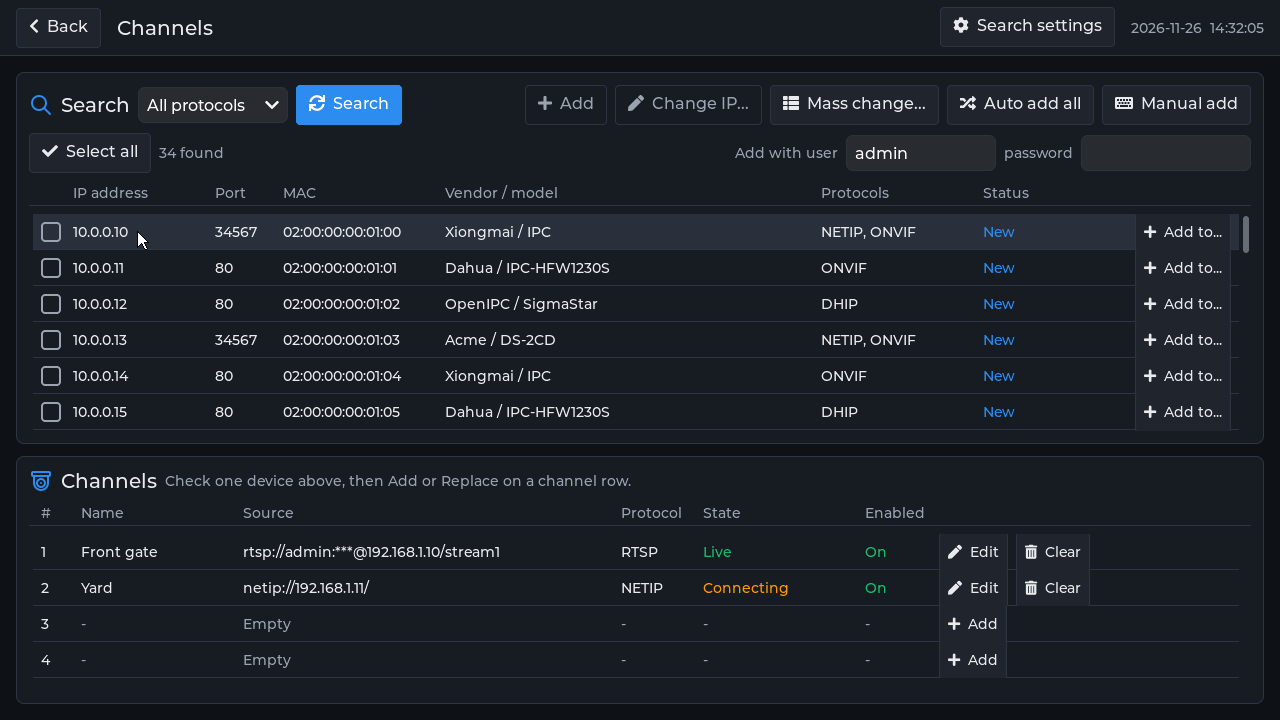 Back Channels Search settings 2026-11-26 14:32:05
Search All protocols Search Add Change IP... Mass change... Auto add all Manual add
Select all 34 found Add with user admin password
IP address Port MAC Vendor / model Protocols Status
10.0.0.10 34567 02:00:00:00:01:00 Xiongmai / IPC NETIP, ONVIF New Add to...
10.0.0.11 80 02:00:00:00:01:01 Dahua / IPC-HFW1230S ONVIF New Add to...
10.0.0.12 80 02:00:00:00:01:02 OpenIPC / SigmaStar DHIP New Add to...
10.0.0.13 34567 02:00:00:00:01:03 Acme / DS-2CD NETIP, ONVIF New Add to...
10.0.0.14 80 02:00:00:00:01:04 Xiongmai / IPC ONVIF New Add to...
10.0.0.15 80 02:00:00:00:01:05 Dahua / IPC-HFW1230S DHIP New Add to...
Channels Check one device above, then Add or Replace on a channel row.
# Name Source Protocol State Enabled
1 Front gate rtsp://admin:***@192.168.1.10/stream1 RTSP Live On Edit Clear
2 Yard netip://192.168.1.11/ NETIP Connecting On Edit Clear
3 - Empty - - - Add
4 - Empty - - - Add